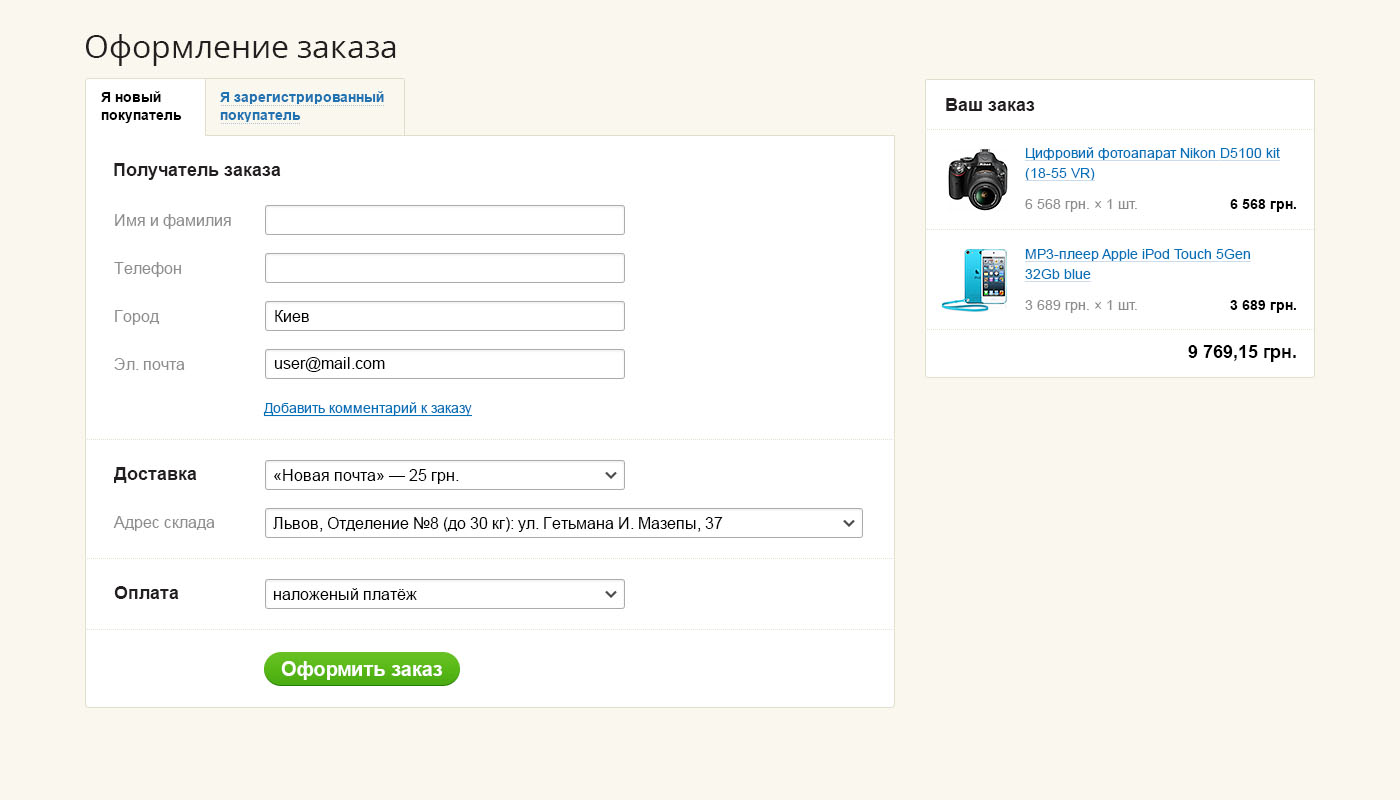 Оформление заказа
Я новый
покупатель
Я зарегистрированный
покупатель
Получатель заказа
Имя и фамилия
Телефон
Город
Киев
Эл. почта
user@mail.com
Добавить комментарий к заказу
Доставка
«Новая почта» — 25 грн.
Адрес склада
Львов, Отделение №8 (до 30 кг): ул. Гетьмана И. Мазепы, 37
Оплата
наложеный платёж
Оформить заказ
Ваш заказ
Цифровий фотоапарат Nikon D5100 kit
(18-55 VR)
6 568 грн. × 1 шт.
6 568 грн.
MP3-плеер Apple iPod Touch 5Gen
32Gb blue
3 689 грн. × 1 шт.
3 689 грн.
9 769,15 грн.